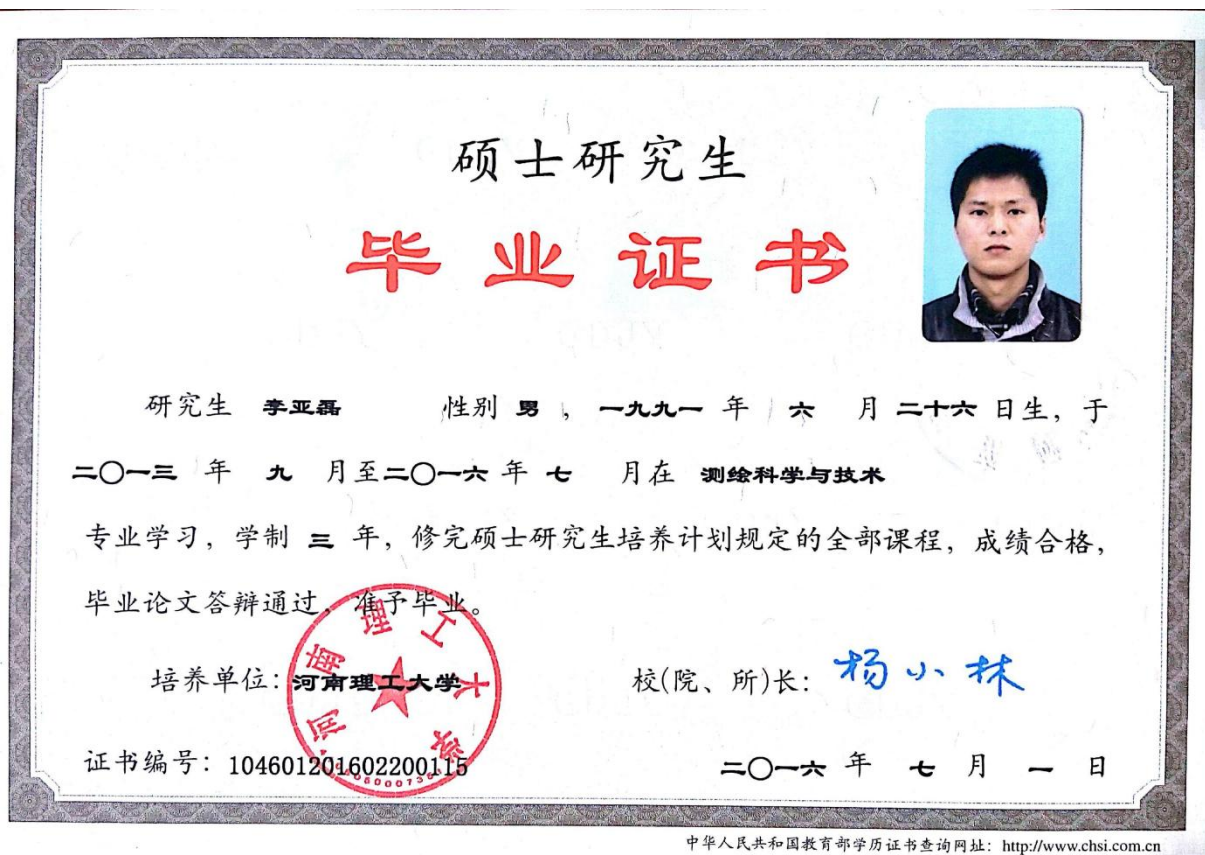 硕士研究生
毕业证书
研究生 李亚磊 性别 男 ,一九九一 年 六 月 二十六 日生,于
二〇一三 年 九 月至二〇一六 年 七 月在 测绘科学与技术
专业学习,学制 三 年,修完硕士研究生培养计划规定的全部课程,成绩合格,
毕业论文答辩通过,准予毕业。
河南理工大学
培养单位:河南理工大学 校(院、所)长:杨小林
证书编号:104601201602200115 二〇一六 年 七 月 一 日
中华人民共和国教育部学历证书查询网址:http://www.chsi.com.cn